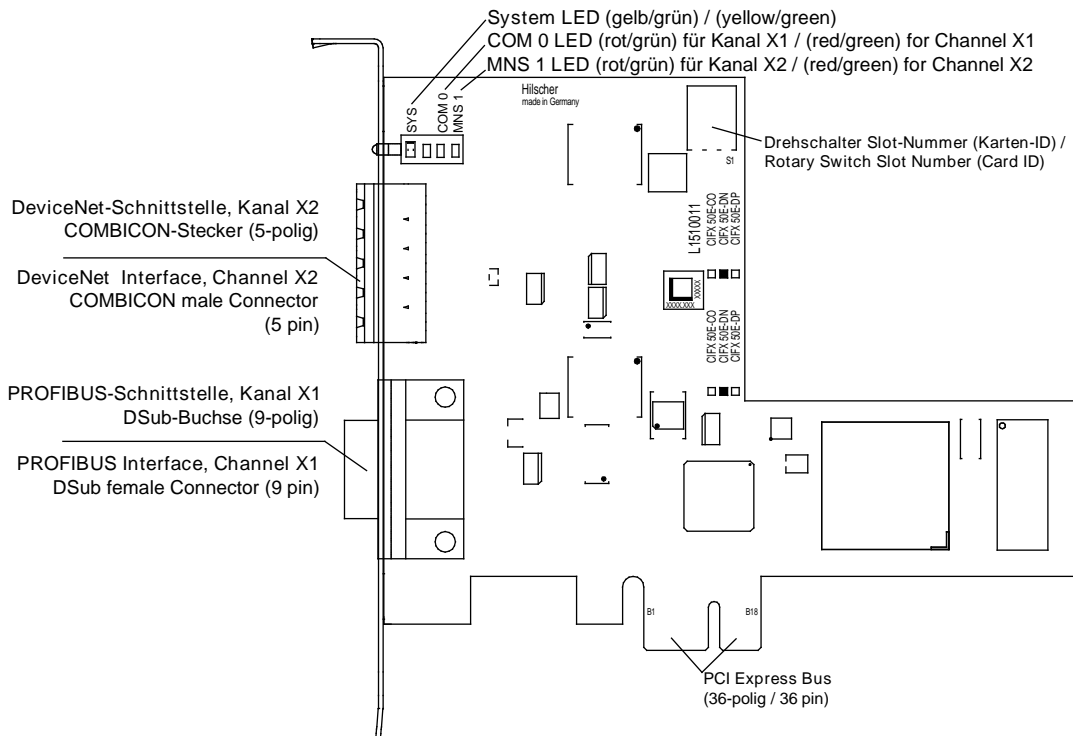 System LED (gelb/grün) / (yellow/green)
COM 0 LED (rot/grün) für Kanal X1 / (red/green) for Channel X1
MNS 1 LED (rot/grün) für Kanal X2 / (red/green) for Channel X2
SYS
COM 0
MNS 1
Hilscher
made in Germany
S1
Drehschalter Slot-Nummer (Karten-ID) /
Rotary Switch Slot Number (Card ID)
DeviceNet-Schnittstelle, Kanal X2
COMBICON-Stecker (5-polig)
DeviceNet Interface, Channel X2
COMBICON male Connector
(5 pin)
L1510011
CIFX 50E-CO
CIFX 50E-DN
CIFX 50E-DP
XXXXX
XXXX.XXX
CIFX 50E-CO
CIFX 50E-DN
CIFX 50E-DP
PROFIBUS-Schnittstelle, Kanal X1
DSub-Buchse (9-polig)
PROFIBUS Interface, Channel X1
DSub female Connector (9 pin)
B1
B18
PCI Express Bus
(36-polig / 36 pin)